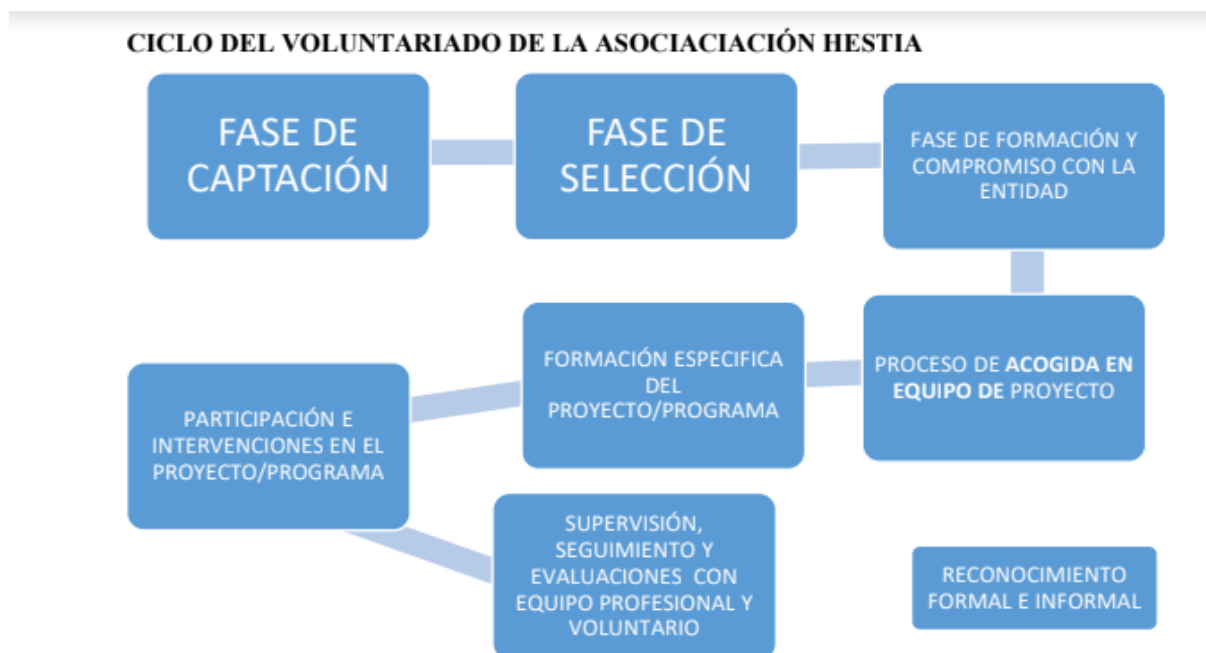 CICLO DEL VOLUNTARIADO DE LA ASOCIACIACIÓN HESTIA
FASE DE
CAPTACIÓN
FASE DE
SELECCIÓN
FASE DE FORMACIÓN Y
COMPROMISO CON LA
ENTIDAD
PROCESO DE ACOGIDA EN
EQUIPO DE PROYECTO
FORMACIÓN ESPECIFICA
DEL
PROYECTO/PROGRAMA
PARTICIPACIÓN E
INTERVENCIONES EN EL
PROYECTO/PROGRAMA
SUPERVISIÓN,
SEGUIMIENTO Y
EVALUACIONES CON
EQUIPO PROFESIONAL Y
VOLUNTARIO
RECONOCIMIENTO
FORMAL E INFORMAL